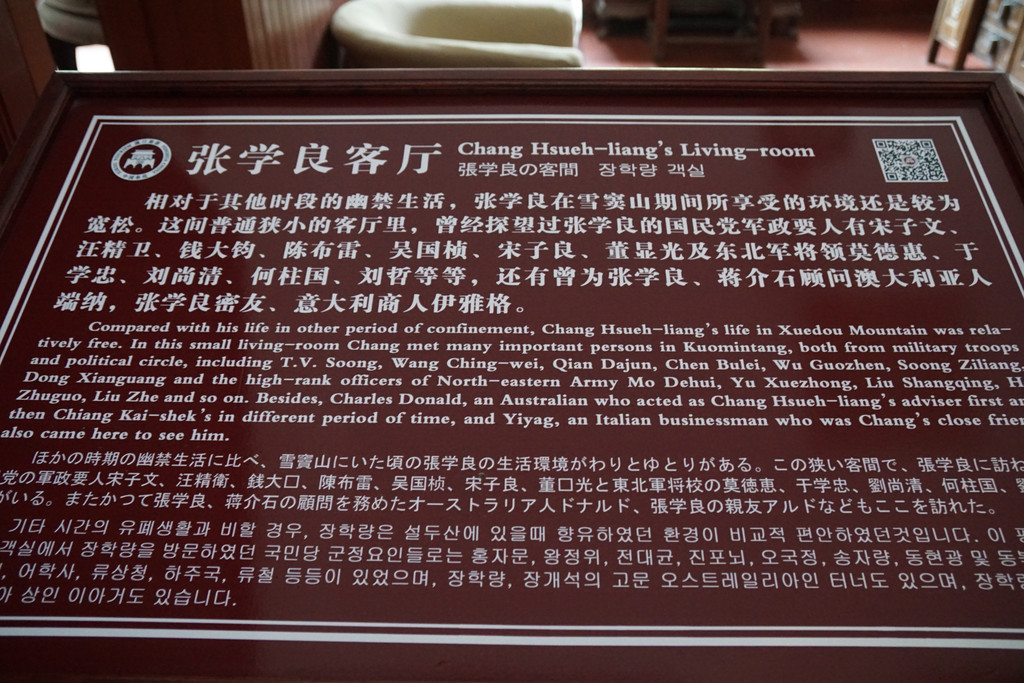 张学良客厅
Chang Hsueh-liang's Living-room
張学良の客間 장학량 객실
相对于其他时段的幽禁生活，张学良在雪窦山期间所享受的环境还是较为
宽松。这间普通狭小的客厅里，曾经探望过张学良的国民党军政要人有宋子文、
汪精卫、钱大钧、陈布雷、吴国桢、宋子良、董显光及东北军将领莫德惠、于
学忠、刘尚清、何柱国、刘哲等等，还有曾为张学良、蒋介石顾问澳大利亚人
端纳，张学良密友、意大利商人伊雅格。
Compared with his life in other period of confinement, Chang Hsueh-liang's life in Xuedou Mountain was rela-
tively free. In this small living-room Chang met many important persons in Kuomintang, both from military troops
and political circle, including T.V. Soong, Wang Ching-wei, Qian Dajun, Chen Bulei, Wu Guozhen, Soong Ziliang,
Dong Xianguang and the high-rank officers of North-eastern Army Mo Dehui, Yu Xuezhong, Liu Shangqing, H
Zhuguo, Liu Zhe and so on. Besides, Charles Donald, an Australian who acted as Chang Hsueh-liang's adviser first an
then Chiang Kai-shek's in different period of time, and Yiyag, an Italian businessman who was Chang's close frien
also came here to see him.
ほかの時期の幽禁生活に比べ、雪竇山にいた頃の張学良の生活環境がわりとゆとりがある。この狭い客間で、張学良に訪ね
党の軍政要人宋子文、汪精衛、銭大口、陳布雷、吴国桢、宋子良、董口光と東北軍将校の莫徳恵、干学忠、劉尚清、何柱国、
がいる。またかつて張学良、蒋介石の顧問を務めたオーストラリア人ドナルド、張学良の親友アルドなどもここを訪れた。
기타 시간의 유폐생활과 비할 경우, 장학량은 설두산에 있을때 향유하였던 환경이 비교적 편안하였던것입니다. 이
객실에서 장학량을 방문하였던 국민당 군정요인들로는 홍자문, 왕정위, 전대균, 진포뇌, 오국정, 송자량, 동현광 및 동
, 어학사, 류상청, 하주국, 류철 등등이 있었으며, 장학량, 장개석의 고문 오스트레일리아인 터너도 있으며, 장학
아 상인 이아거도 있습니다.